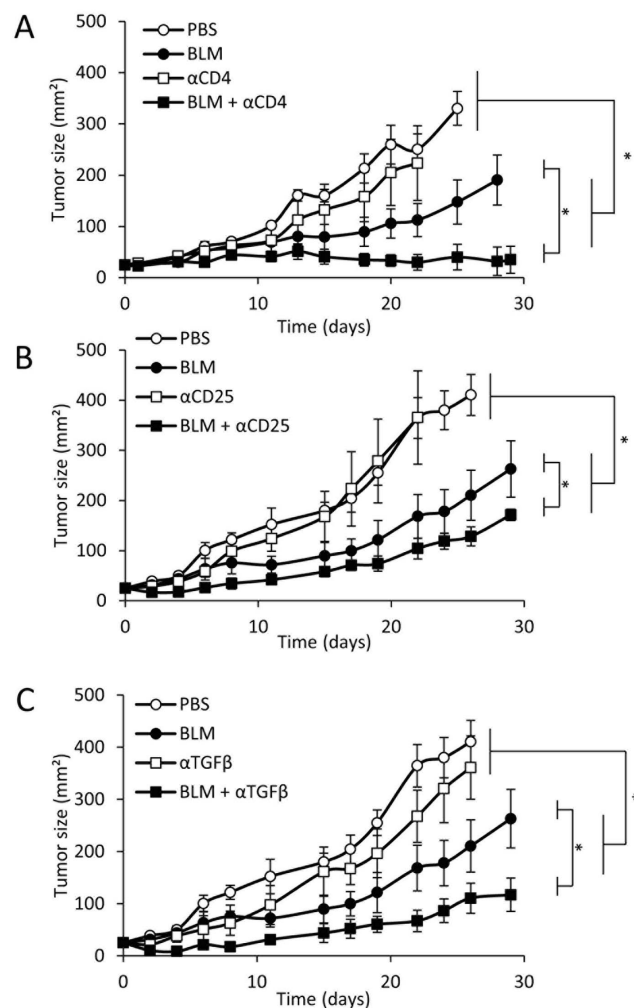 A
PBS
BLM
αCD4
BLM + αCD4
Tumor size (mm²)
500
400
300
200
100
0
0 10 20 30
Time (days)
*
*
B
PBS
BLM
αCD25
BLM + αCD25
Tumor size (mm²)
500
400
300
200
100
0
0 10 20 30
Time (days)
*
*
C
PBS
BLM
αTGFβ
BLM + αTGFβ
Tumor size (mm²)
500
400
300
200
100
0
0 10 20 30
Time (days)
*